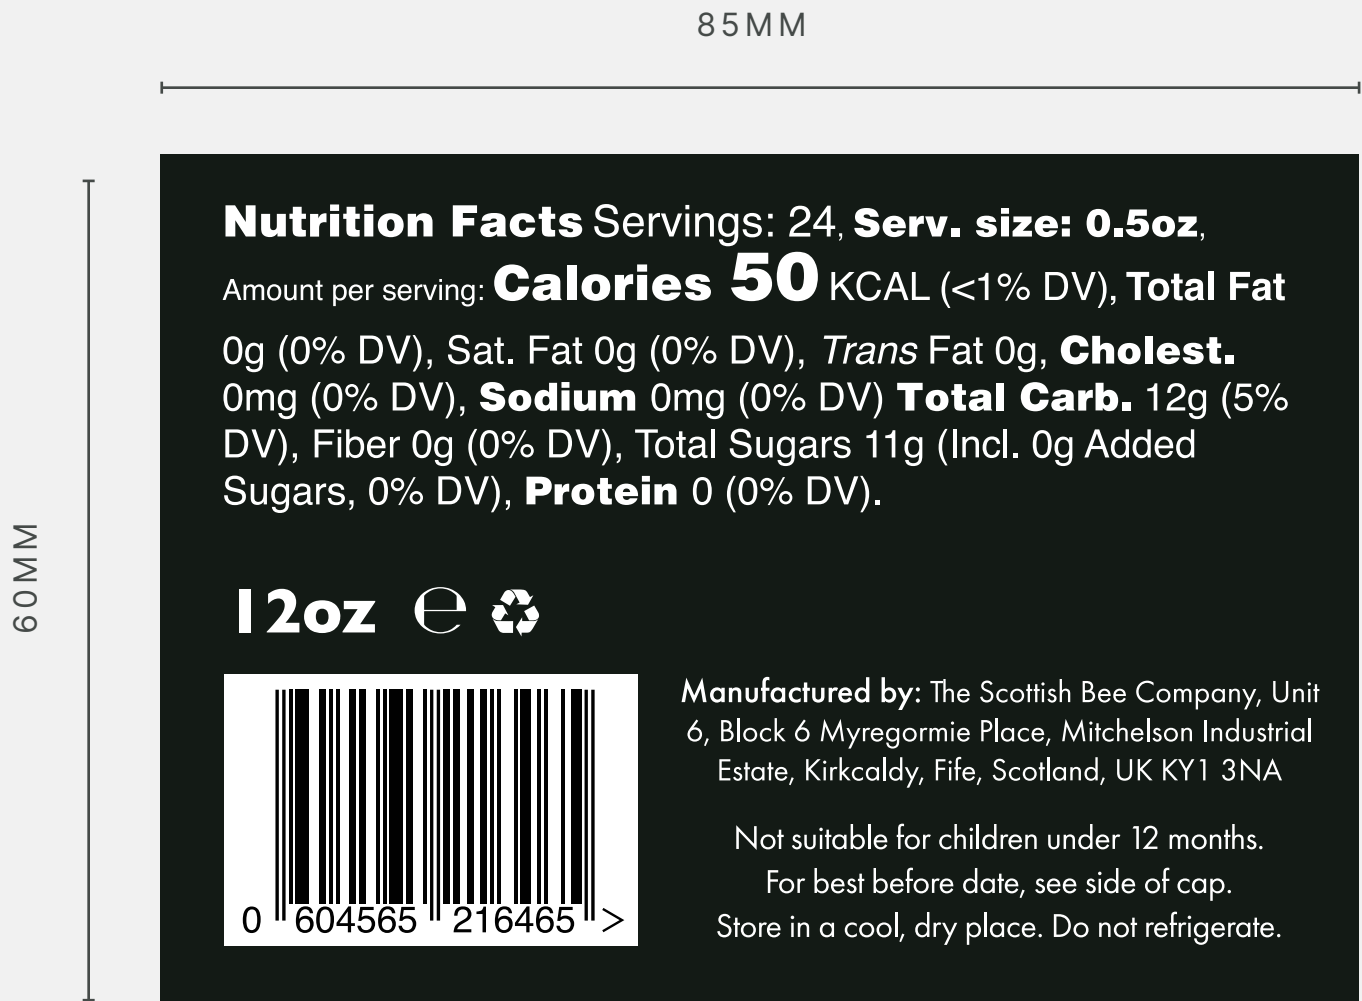 85MM
60MM
Nutrition Facts Servings: 24, Serv. size: 0.5oz,
Amount per serving: Calories 50 KCAL (<1% DV), Total Fat
0g (0% DV), Sat. Fat 0g (0% DV), Trans Fat 0g, Cholest.
0mg (0% DV), Sodium 0mg (0% DV) Total Carb. 12g (5%
DV), Fiber 0g (0% DV), Total Sugars 11g (Incl. 0g Added
Sugars, 0% DV), Protein 0 (0% DV).
12oz ℮
0 604565 216465 >
Manufactured by: The Scottish Bee Company, Unit
6, Block 6 Myregormie Place, Mitchelson Industrial
Estate, Kirkcaldy, Fife, Scotland, UK KY1 3NA
Not suitable for children under 12 months.
For best before date, see side of cap.
Store in a cool, dry place. Do not refrigerate.